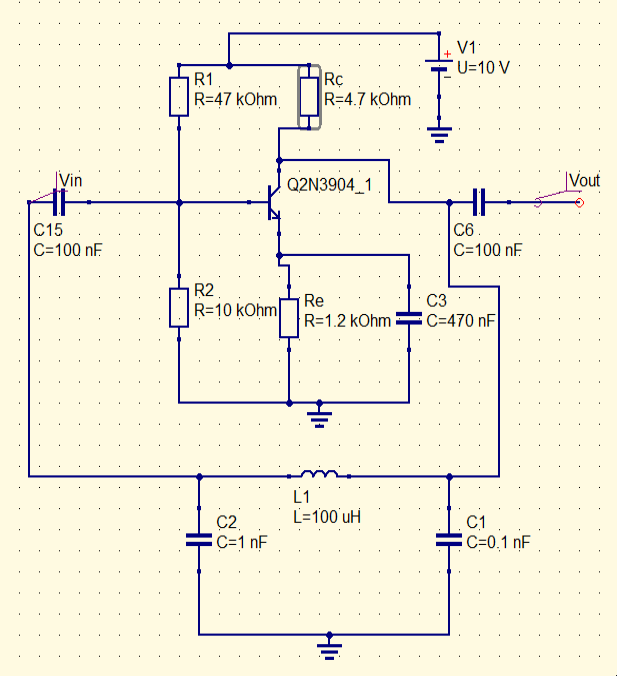 V1
U=10 V
R1
R=47 kOhm
Rc
R=4.7 kOhm
Vin
Q2N3904_1
Vout
C15
C=100 nF
C6
C=100 nF
R2
R=10 kOhm
Re
R=1.2 kOhm
C3
C=470 nF
L1
L=100 uH
C2
C=1 nF
C1
C=0.1 nF